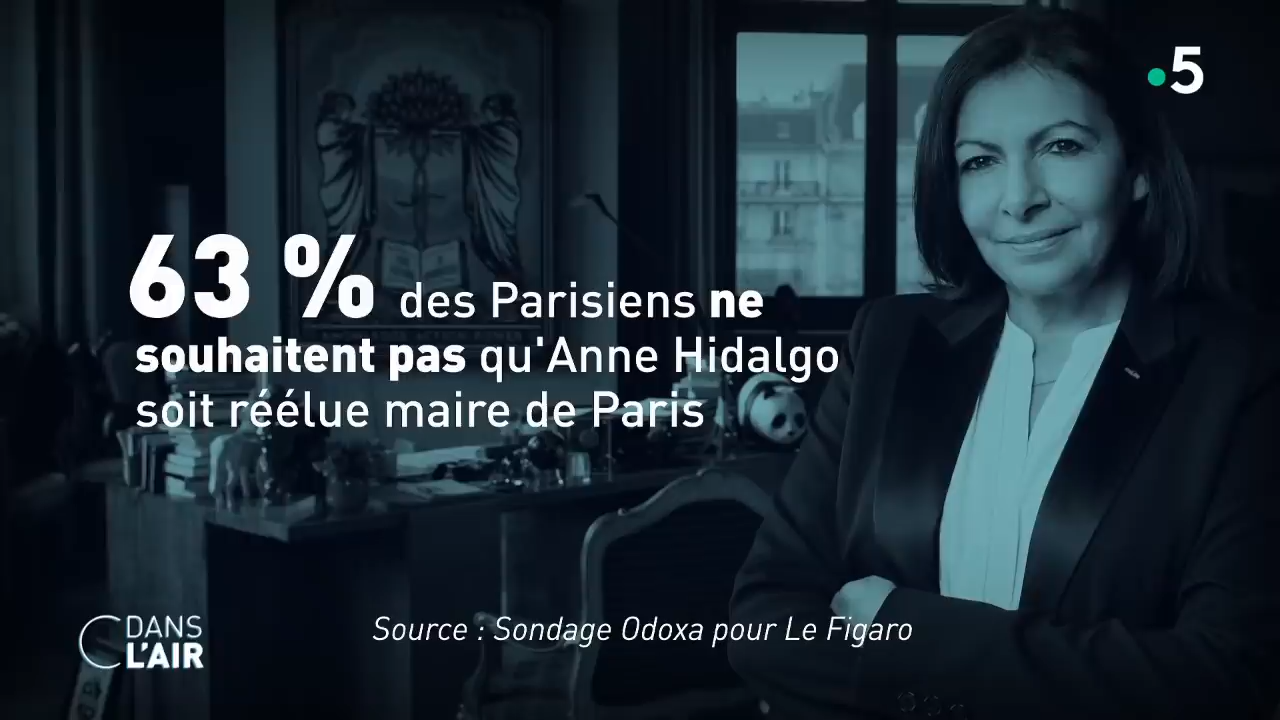 5
63 % des Parisiens ne
souhaitent pas qu'Anne Hidalgo
soit réélue maire de Paris
Source : Sondage Odoxa pour Le Figaro
C DANS
L'AIR